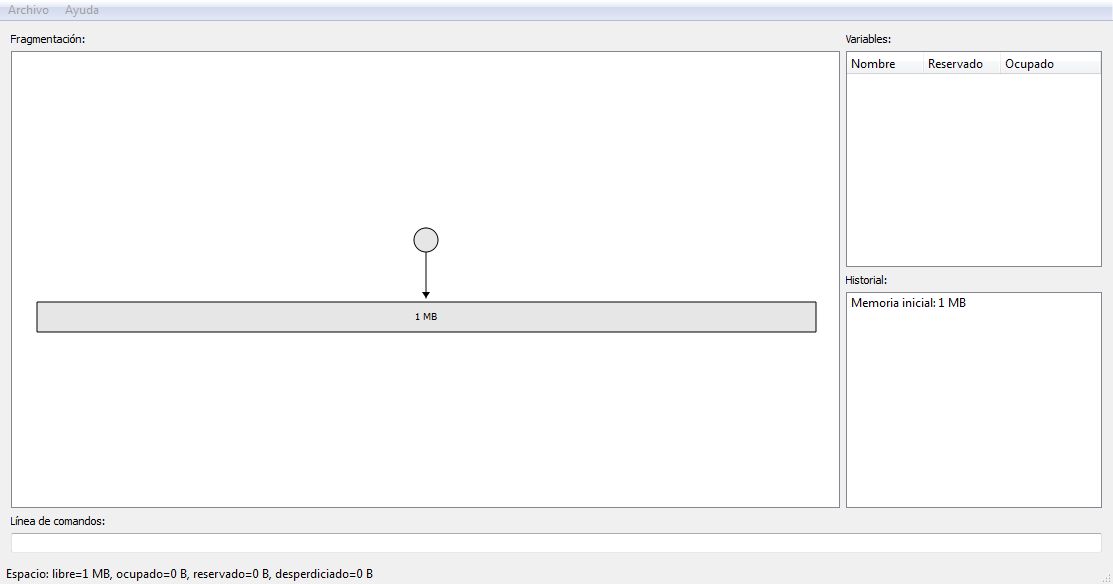 Archivo Ayuda
Fragmentación:
1 MB
Variables:
Nombre Reservado Ocupado
Historial:
Memoria inicial: 1 MB
Línea de comandos:
Espacio: libre=1 MB, ocupado=0 B, reservado=0 B, desperdiciado=0 B